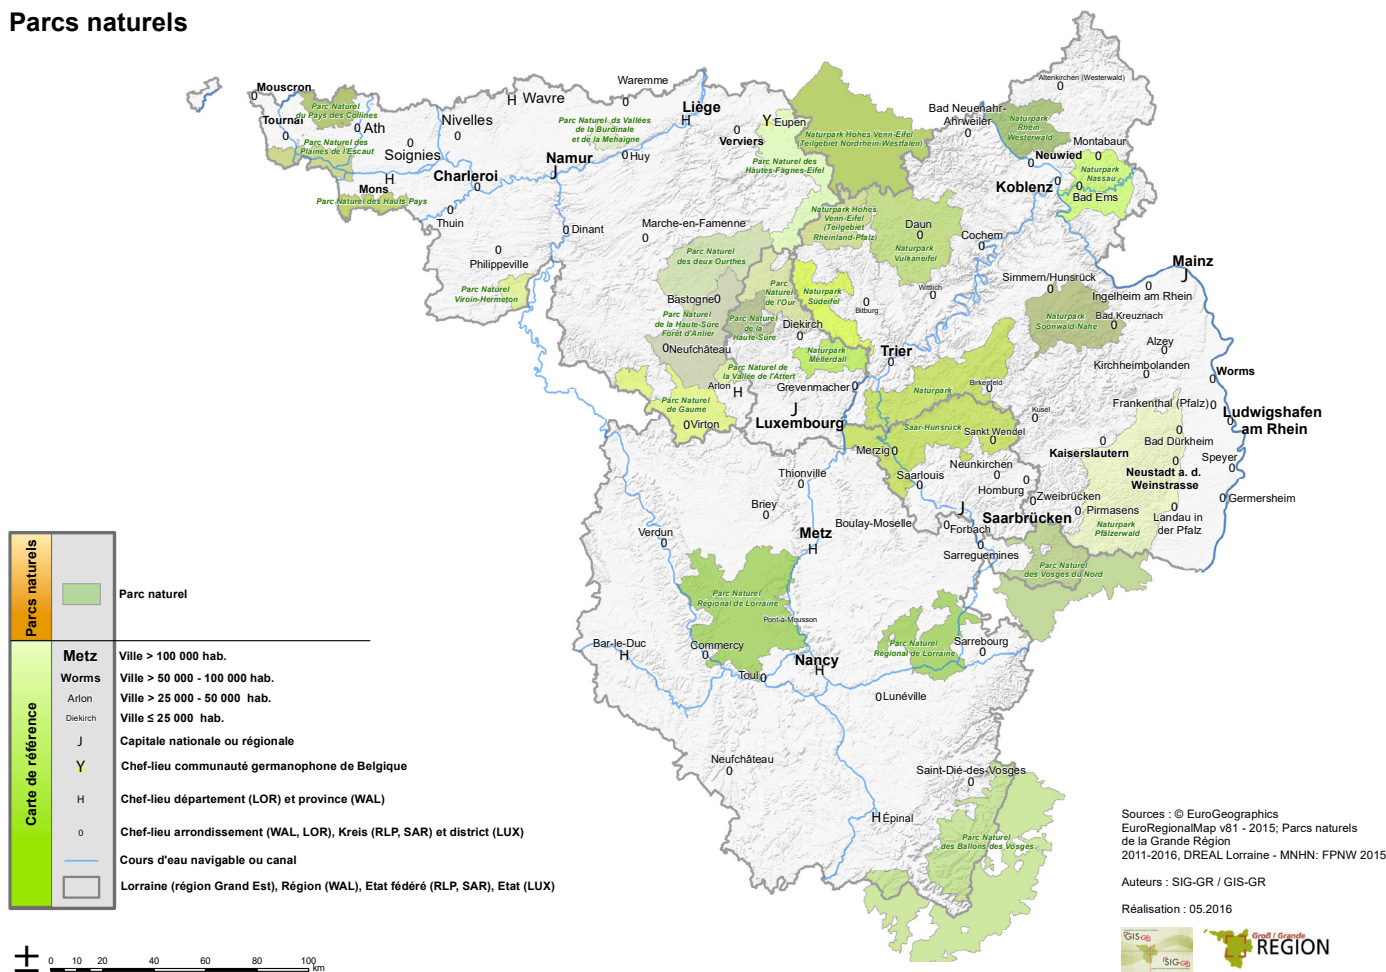 Parcs naturels
Altenkirchen (Westerwald)
Waremme
Mouscron
Parc Naturel
du Pays des Collines
Tournai
Ath
Parc Naturel des
Plaines de l'Escaut
Soignies
Mons
Parc Naturel des Hauts Pays
Wavre
Nivelles
Charleroi
Thuin
Philippeville
Parc Naturel
Viroin-Hermeton
Parc Naturel ds Vallées
de la Burdinale
et de la Mehaigne
Namur
Huy
Dinant
Liège
Verviers
Eupen
Parc Naturel des
Hautes-Fagnes-Eifel
Naturpark Hohes Venn-Eifel
(Teilgebiet Nordrhein-Westfalen)
Bad Neuenahr-
Ahrweiler
Naturpark
Rhein-
Westerwald
Montabaur
Neuwied
Naturpark
Nassau
Koblenz
Bad Ems
Marche-en-Famenne
Parc Naturel
des deux Ourthes
Bastogne
Parc Naturel
de la Haute-Sûre
Forêt d'Anlier
Neufchâteau
Parc
Naturel
de l'Our
Parc Naturel
de la
Haute-Sûre
Diekirch
Naturpark Hohes
Venn-Eifel
(Teilgebiet
Rheinland-Pfalz)
Daun
Naturpark
Vulkaneifel
Cochem
Naturpark
Südeifel
Bitburg
Wittlich
Simmern/Hunsrück
Mainz
Ingelheim am Rhein
Naturpark
Soonwald-Nahe
Bad Kreuznach
Alzey
Kirchheimbolanden
Worms
Naturpark
Mëllerdall
Trier
Parc Naturel de
la Vallée de l'Attert
Arlon
Grevenmacher
Luxembourg
Parc Naturel
de Gaume
Virton
Naturpark
Birkenfeld
Saar-Hunsrück
Sankt Wendel
Kusel
Frankenthal (Pfalz)
Ludwigshafen
am Rhein
Bad Dürkheim
Kaiserslautern
Speyer
Neustadt a. d.
Weinstrasse
Germersheim
Merzig
Saarlouis
Neunkirchen
Homburg
Zweibrücken
Pirmasens
Landau in
der Pfalz
Naturpark
Pfälzerwald
Saarbrücken
Thionville
Briey
Boulay-Moselle
Forbach
Sarreguemines
Verdun
Metz
Parc Naturel
des Vosges du Nord
Parc Naturel
Régional de Lorraine
Pont-à-Mousson
Bar-le-Duc
Commercy
Toul
Nancy
Parc Naturel
Régional de Lorraine
Sarrebourg
Lunéville
Neufchâteau
Saint-Dié-des-Vosges
Épinal
Parc Naturel
des Ballons des Vosges
Parcs naturels
Parc naturel
Carte de référence
Metz Ville > 100 000 hab.
Worms Ville > 50 000 - 100 000 hab.
Arlon Ville > 25 000 - 50 000 hab.
Diekirch Ville ≤ 25 000 hab.
J Capitale nationale ou régionale
Y Chef-lieu communauté germanophone de Belgique
H Chef-lieu département (LOR) et province (WAL)
0 Chef-lieu arrondissement (WAL, LOR), Kreis (RLP, SAR) et district (LUX)
Cours d'eau navigable ou canal
Lorraine (région Grand Est), Région (WAL), Etat fédéré (RLP, SAR), Etat (LUX)
0 10 20 40 60 80 100
km
Sources : © EuroGeographics
EuroRegionalMap v81 - 2015; Parcs naturels
de la Grande Région
2011-2016, DREAL Lorraine - MNHN: FPNW 2015
Auteurs : SIG-GR / GIS-GR
Réalisation : 05.2016
GIS-GR
SIG-GR
Groß / Grande
REGION